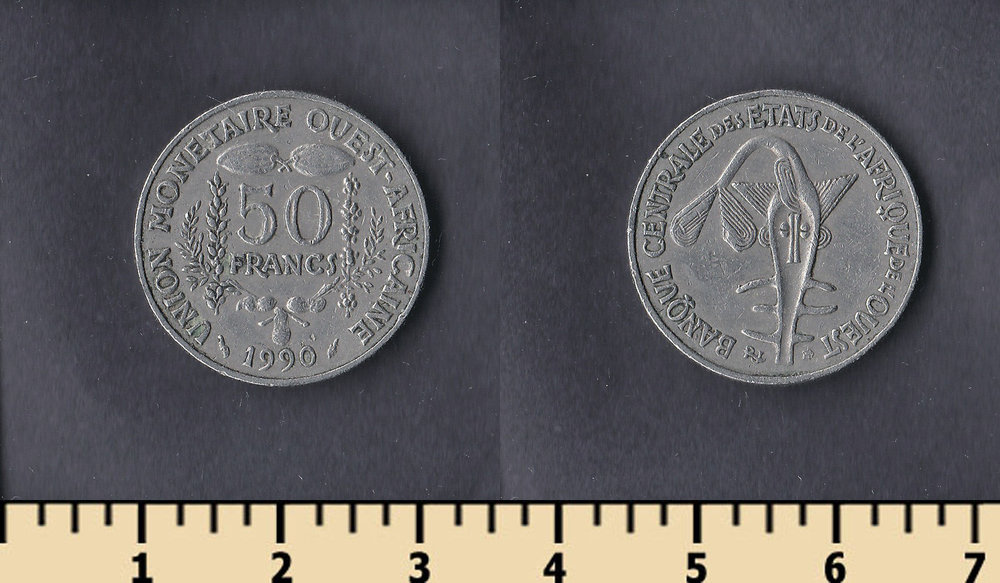 UNION MONETAIRE OUEST-AFRICAINE
50
FRANCS
1990
BANQUE CENTRALE DES ETATS DE L'AFRIQUE DE L'OUEST
1 2 3 4 5 6 7